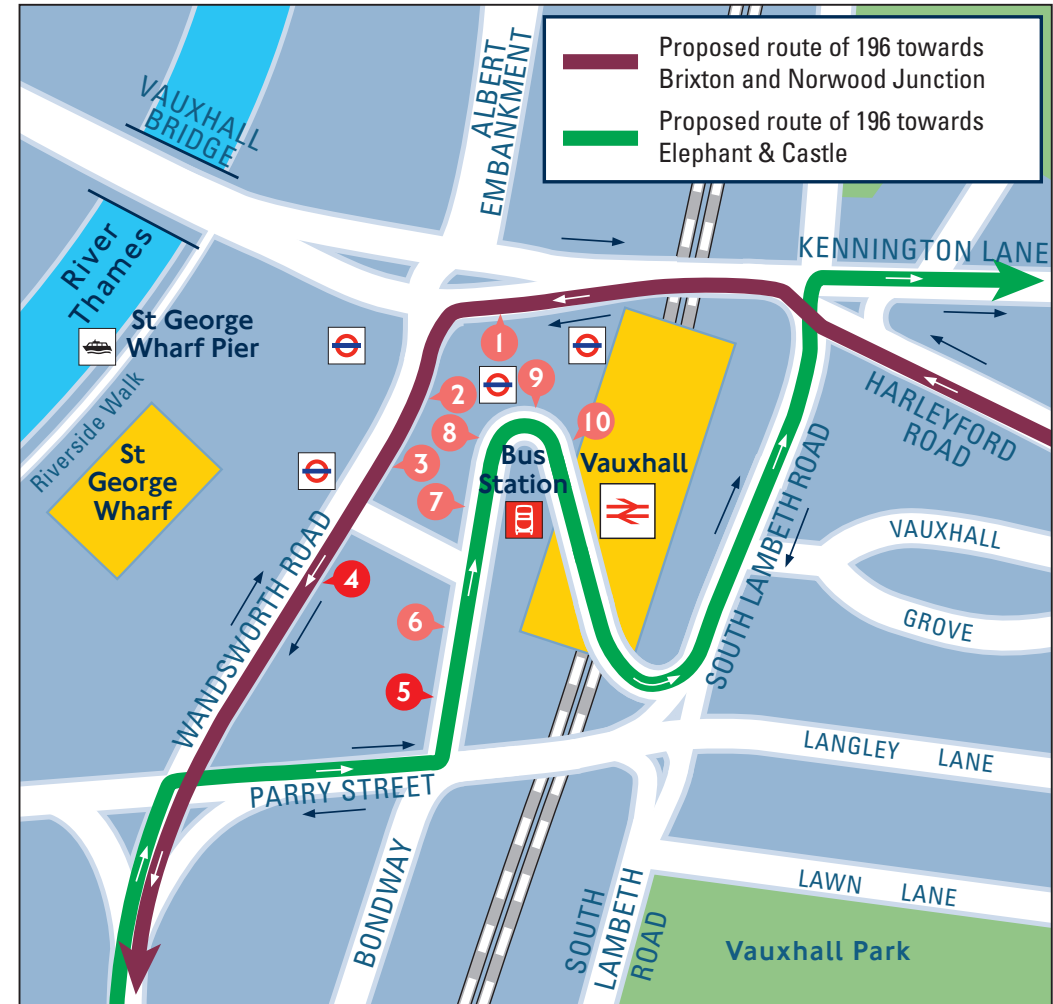 Proposed route of 196 towards
Brixton and Norwood Junction
Proposed route of 196 towards
Elephant & Castle
VAUXHALL
BRIDGE
ALBERT
EMBANKMENT
River
Thames
KENNINGTON LANE
St George
Wharf Pier
Riverside Walk
1
2
9
HARLEYFORD
ROAD
8
10
3
Bus
Station
Vauxhall
St
George
Wharf
7
WANDSWORTH ROAD
SOUTH LAMBETH ROAD
VAUXHALL
GROVE
4
6
5
PARRY STREET
LANGLEY LANE
BONDWAY
SOUTH
LAMBETH
ROAD
LAWN LANE
Vauxhall Park